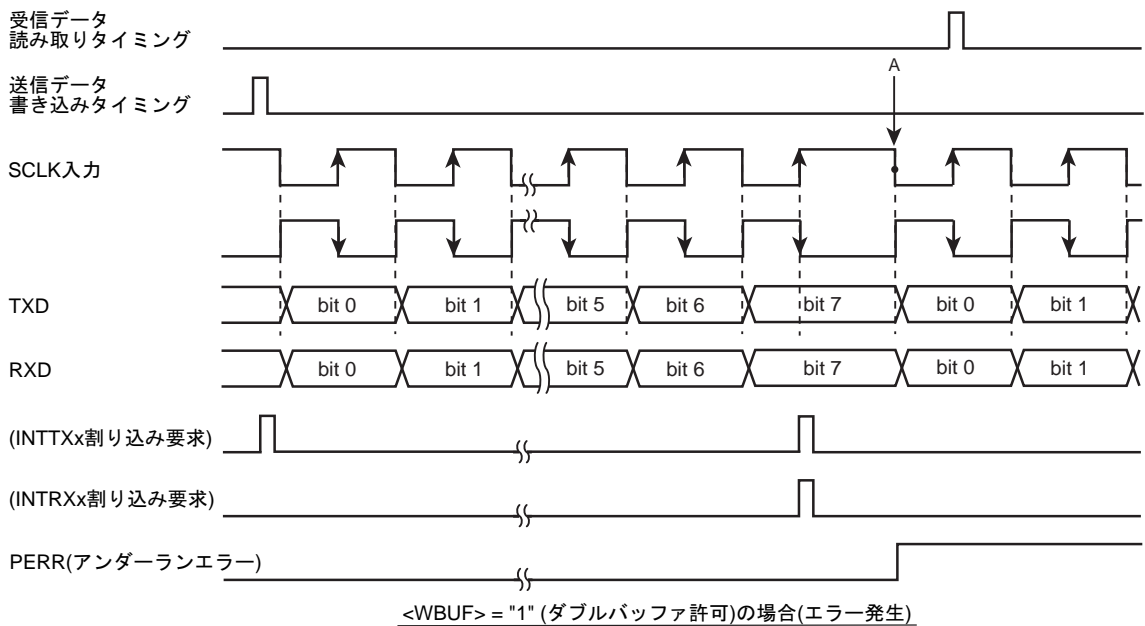 受信データ
読み取りタイミング
A
送信データ
書き込みタイミング
SCLK入力
TXD
bit 0 bit 1 bit 5 bit 6 bit 7 bit 0 bit 1
RXD
bit 0 bit 1 bit 5 bit 6 bit 7 bit 0 bit 1
(INTTXx割り込み要求)
(INTRXx割り込み要求)
PERR(アンダーランエラー)
<WBUF> = "1" (ダブルバッファ許可)の場合(エラー発生)